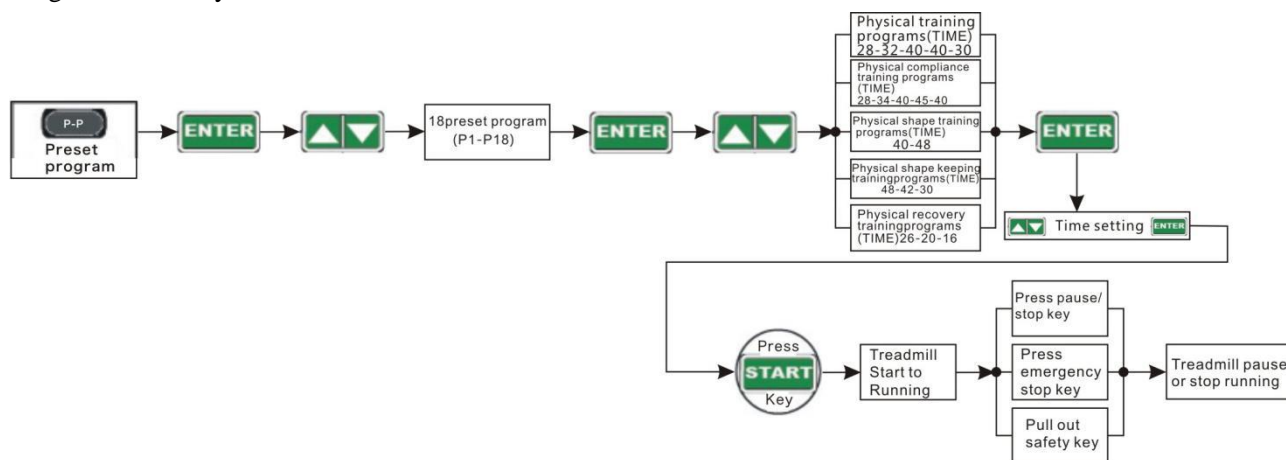 P-P
Preset
program
ENTER
18preset program
(P1-P18)
ENTER
Physical training
programs(TIME)
28-32-40-40-30
Physical compliance
training programs
(TIME)
28-34-40-45-40
Physical shape training
programs(TIME)
40-48
Physical shape keeping
trainingprograms(TIME)
48-42-30
Physical recovery
trainingprograms
(TIME)26-20-16
ENTER
Time setting ENTER
Press
START
Key
Treadmill
Start to
Running
Press pause/
stop key
Press
emergency
stop key
Pull out
safety key
Treadmill pause
or stop running